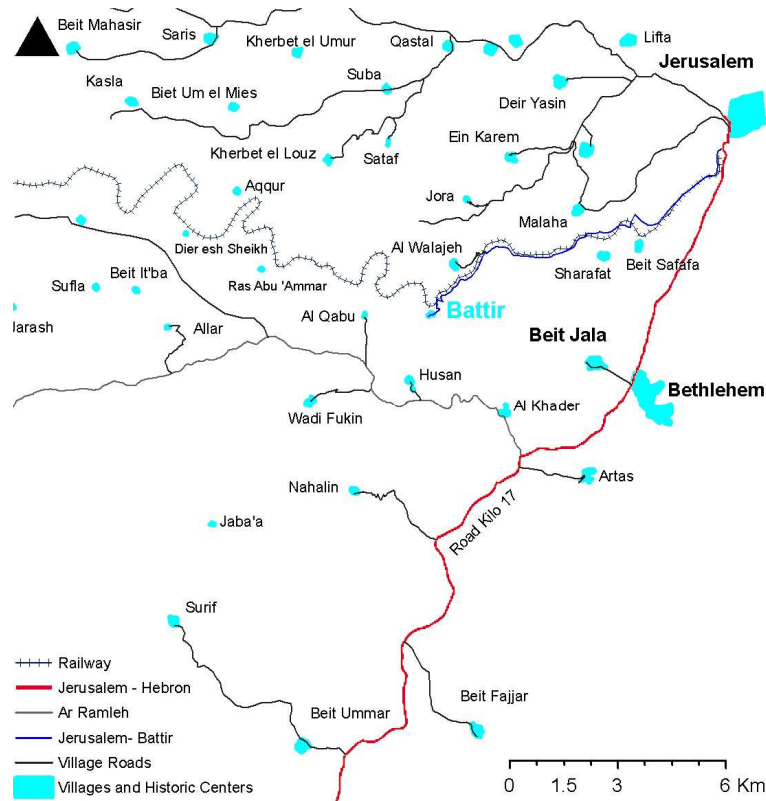 Beit Mahasir
Saris
Kherbet el Umur
Qastal
Lifta
Jerusalem
Kasla
Biet Um el Mies
Suba
Deir Yasin
Ein Karem
Kherbet el Louz
Sataf
Aqqur
Jora
Malaha
Dier esh Sheikh
Al Walajeh
Sharafat
Beit Safafa
Sufla
Beit It'ba
Ras Abu 'Ammar
Battir
Jarash
Allar
Al Qabu
Beit Jala
Husan
Bethlehem
Wadi Fukin
Al Khader
Nahalin
Artas
Road Kilo 17
Jaba'a
Surif
Beit Ummar
Beit Fajjar
Railway
Jerusalem - Hebron
Ar Ramleh
Jerusalem- Battir
Village Roads
Villages and Historic Centers
0 1.5 3 6 Km